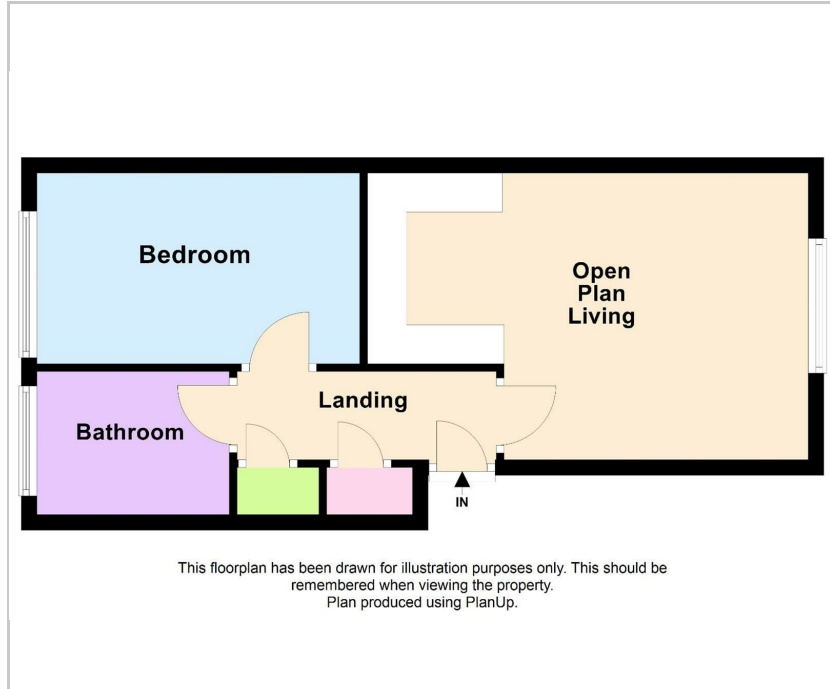 Bedroom
Open
Plan
Living
Landing
Bathroom
IN
This floorplan has been drawn for illustration purposes only. This should be
remembered when viewing the property.
Plan produced using PlanUp.